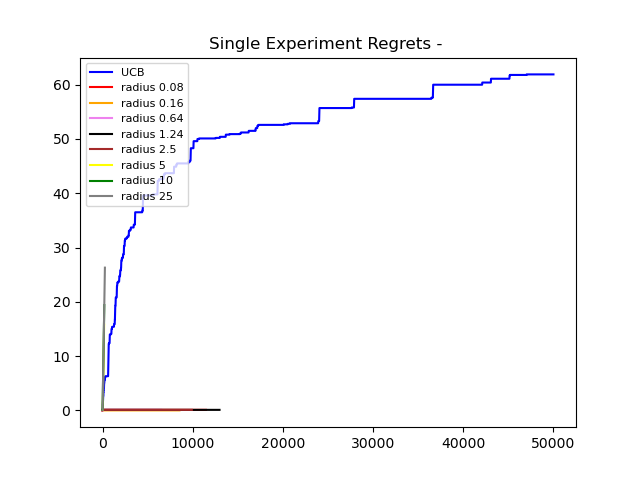 Single Experiment Regrets -
60
50
40
30
20
10
0
UCB
radius 0.08
radius 0.16
radius 0.64
radius 1.24
radius 2.5
radius 5
radius 10
radius 25
0 10000 20000 30000 40000 50000